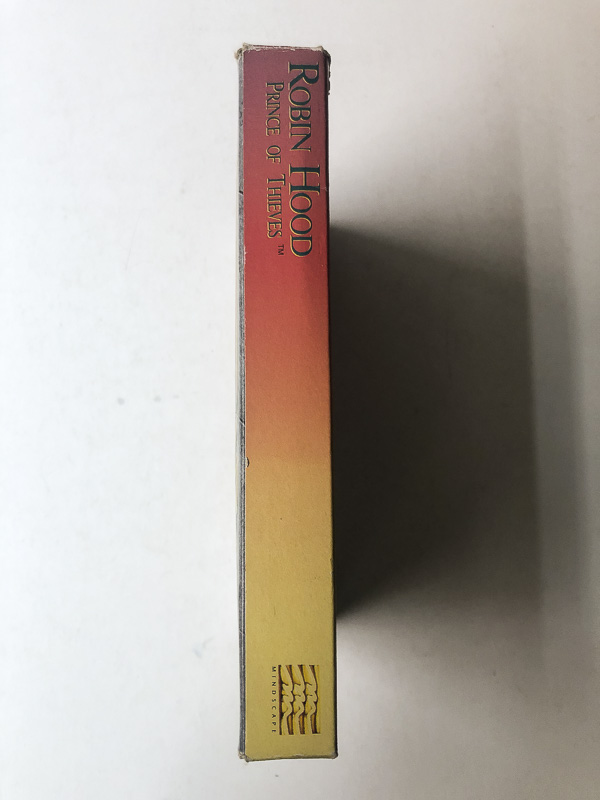 ROBIN HOOD
PRINCE OF THIEVES™
MINDSCAPE